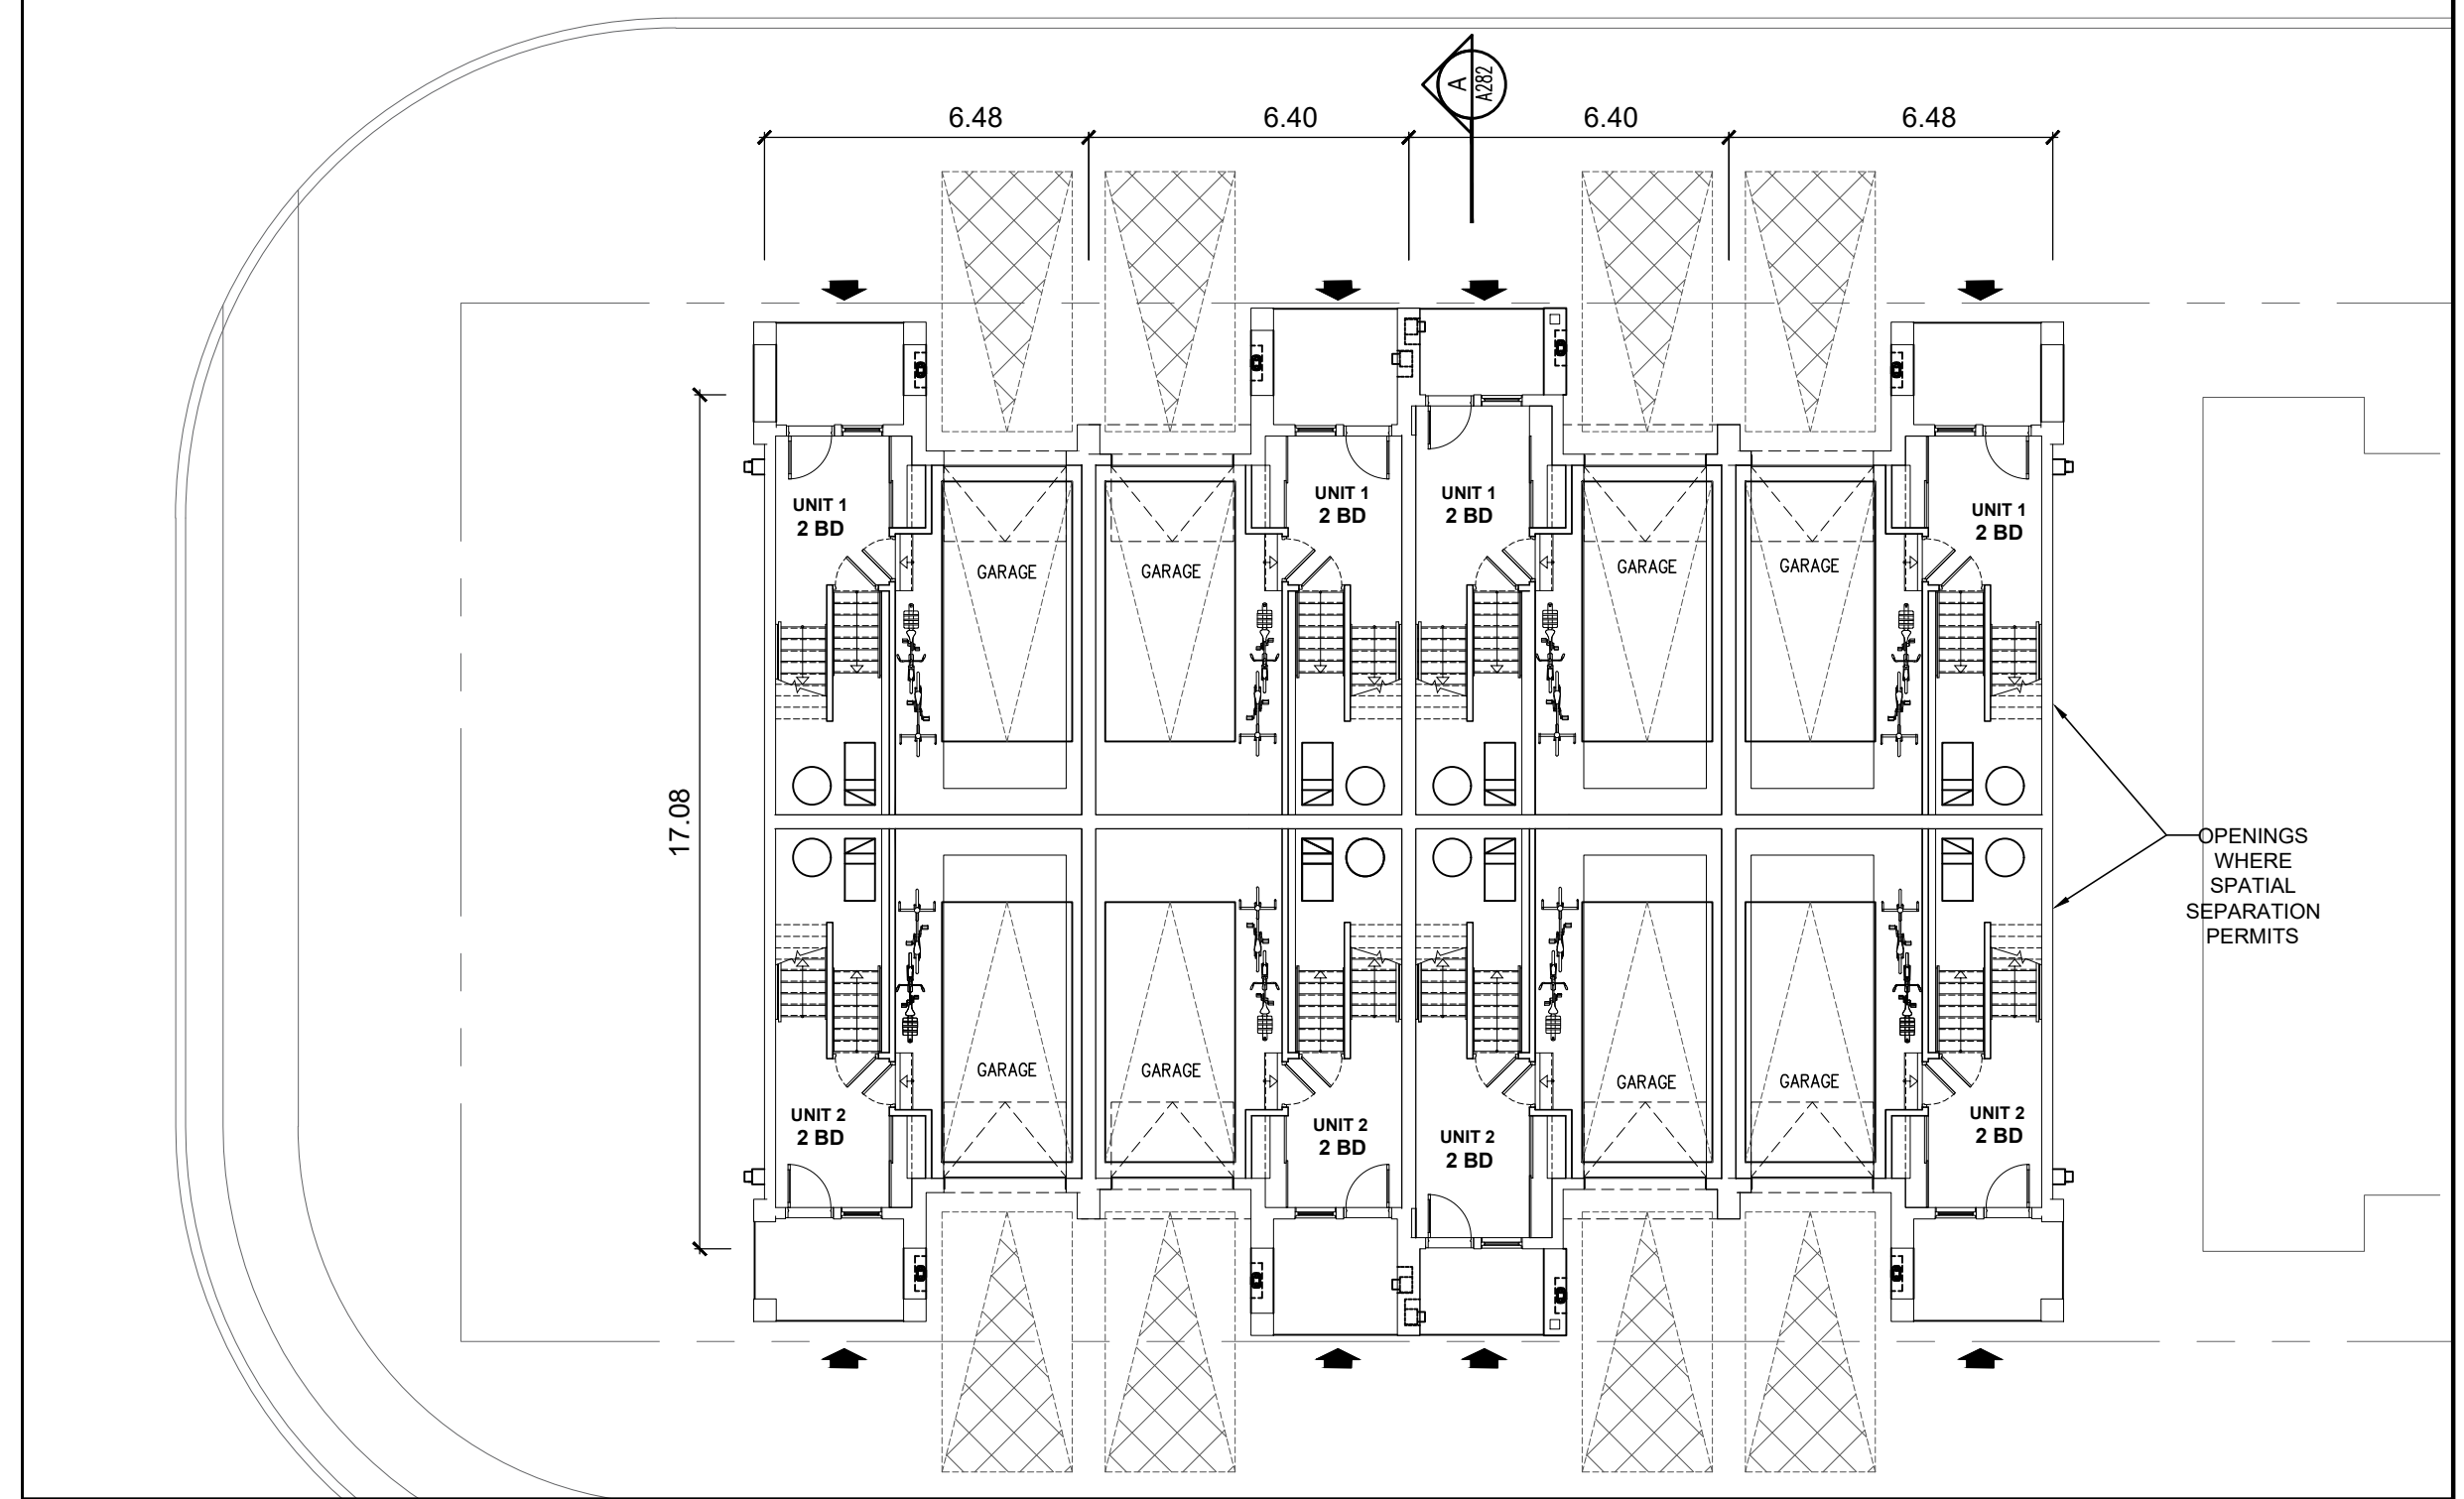 A
A282
6.48
6.40
6.40
6.48
UNIT 1
2 BD
UNIT 1
2 BD
UNIT 1
2 BD
UNIT 1
2 BD
GARAGE
GARAGE
GARAGE
GARAGE
17.08
OPENINGS
WHERE
SPATIAL
SEPARATION
PERMITS
GARAGE
GARAGE
GARAGE
GARAGE
UNIT 2
2 BD
UNIT 2
2 BD
UNIT 2
2 BD
UNIT 2
2 BD